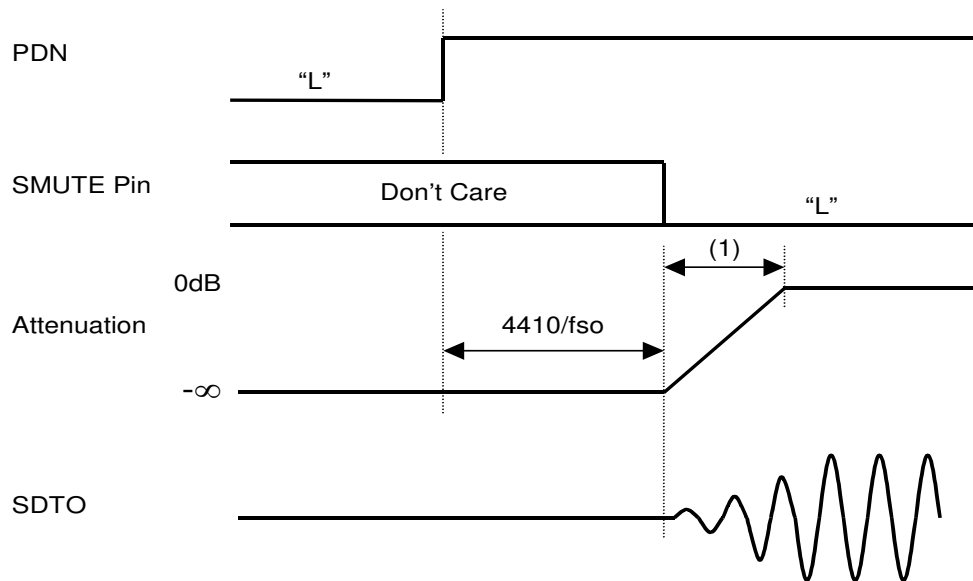 PDN
“L”
SMUTE Pin
Don't Care
“L”
(1)
0dB
Attenuation
4410/fso
-∞
SDTO